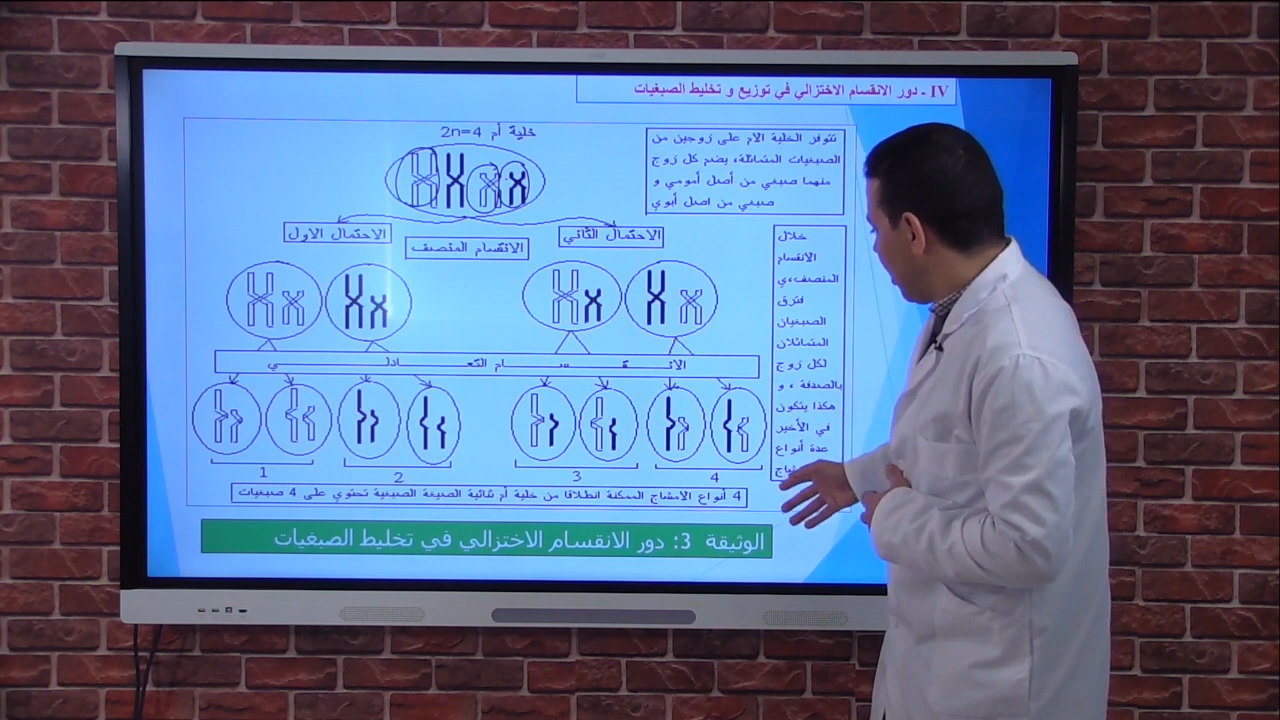 IV - دور الانقسام الاختزالي في توزيع و تخليط الصبغيات
خلية أم 2n=4
تتوفر الخلية الام على زوجين من
الصبغيات المتماثلة، يضم كل زوج
منهما صبغي من أصل أمومي و
صبغي من اصل أبوي
الاحتمال الاول
الاحتمال الثاني
الانقسام المنصف
خلال
الانقسام
المنصف،ي
فترق
الصبغيان
المتماثلان
لكل زوج
بالصدفة ، و
هكذا يتكون
في الأخير
عدة أنواع
الانقسام التعادلي
1
2
3
4
4 أنواع الامشاج الممكنة انطلاقا من خلية أم ثنائية الصيغة الصبغية تحتوي على 4 صبغيات
الوثيقة 3: دور الانقسام الاختزالي في تخليط الصبغيات